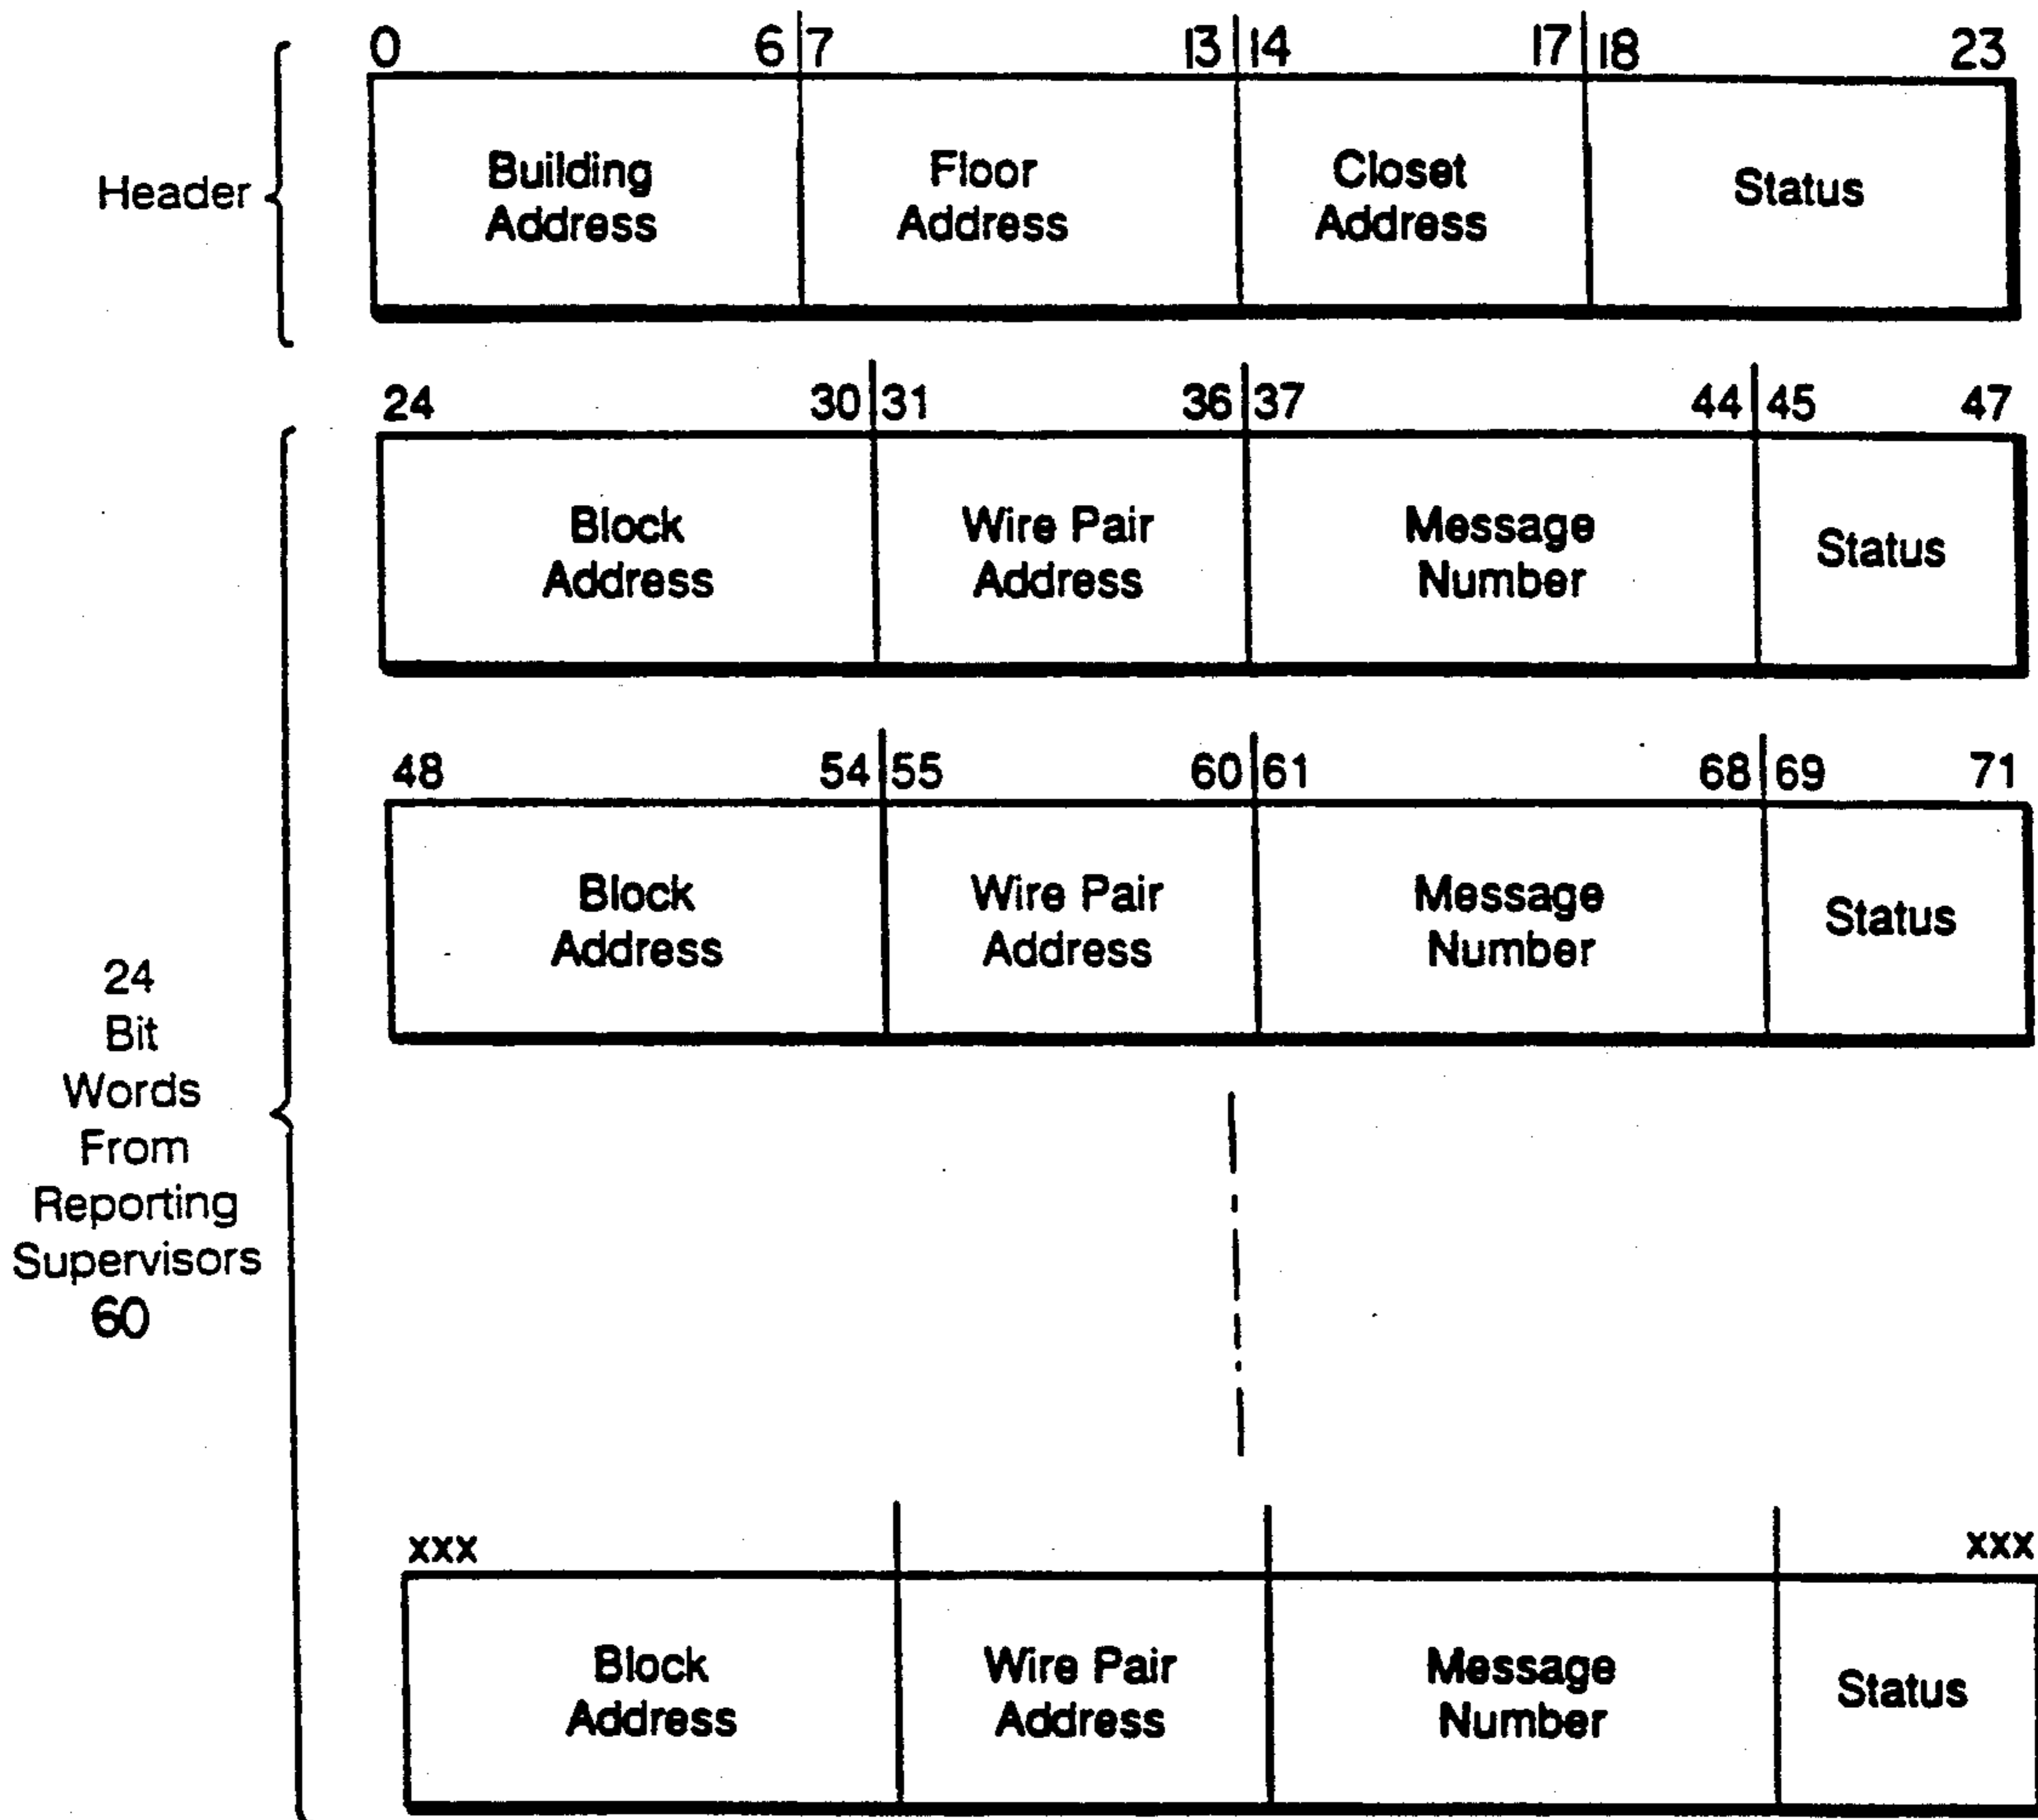 0 6 7 13 14 17 18 23
Header
Building Floor Closet Status
Address Address Address
24 30 31 36 37 44 45 47
Block Wire Pair Message Status
Address Address Number
48 54 55 60 61 68 69 71
Block Wire Pair Message Status
Address Address Number
24
Bit
Words
From
Reporting
Supervisors
60
xxx xxx
Block Wire Pair Message Status
Address Address Number